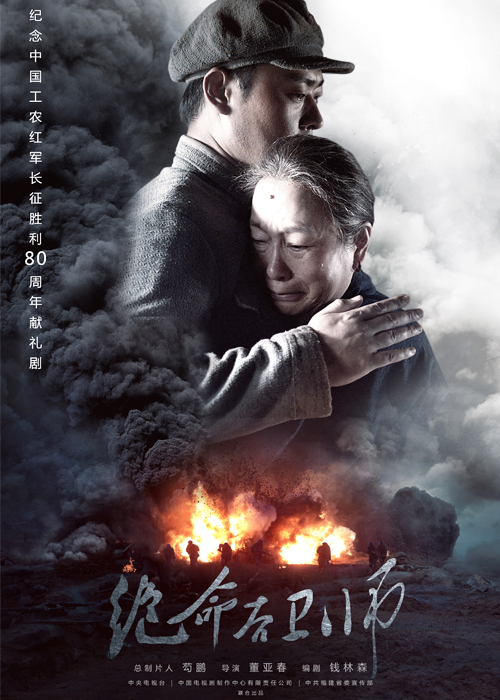 纪念中国工农红军长征胜利80周年献礼剧
绝命后卫师
总制片人 苟鹏 导演 董亚春 编剧 钱林森
中央电视台 | 中国电视剧制作中心有限责任公司 | 中共福建省委宣传部
联合出品